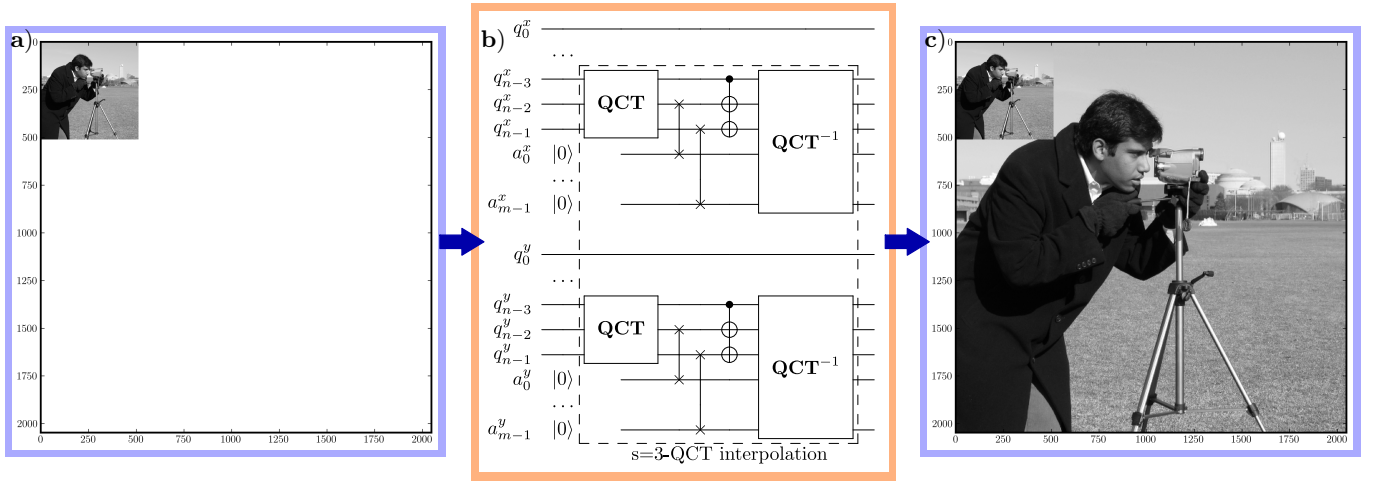 a)
0
250
500
750
1000
1250
1500
1750
2000
0 250 500 750 1000 1250 1500 1750 2000
b)
q_0^x
...
q_{n-3}^x
q_{n-2}^x
q_{n-1}^x
a_0^x |0⟩
... 
a_{m-1}^x |0⟩
QCT
QCT^{-1}
q_0^y
...
q_{n-3}^y
q_{n-2}^y
q_{n-1}^y
a_0^y |0⟩
...
a_{m-1}^y |0⟩
QCT
QCT^{-1}
s=3-QCT interpolation
c)
0
250
500
750
1000
1250
1500
1750
2000
0 250 500 750 1000 1250 1500 1750 2000